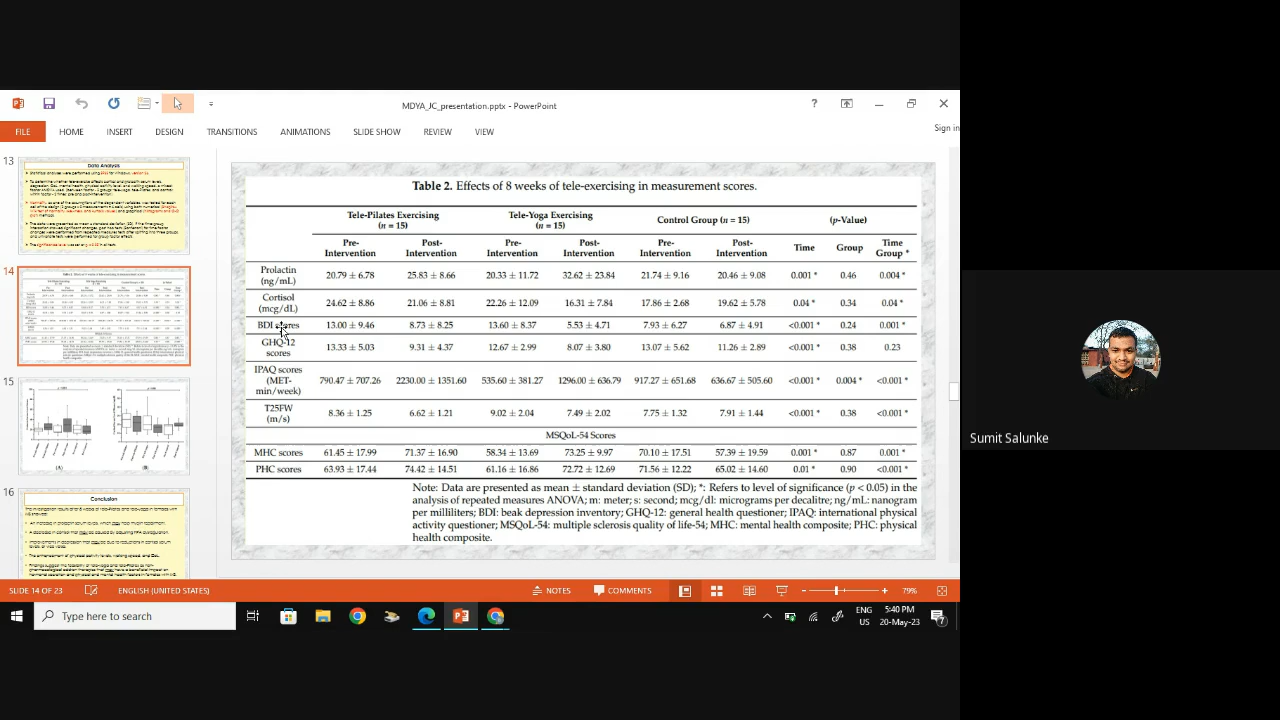 MDYA_JC_presentation.pptx - PowerPoint
?
Sign in
FILE HOME INSERT DESIGN TRANSITIONS ANIMATIONS SLIDE SHOW REVIEW VIEW
13
Data Analysis
14
15
(A) (B)
16
Conclusion
Table 2. Effects of 8 weeks of tele-exercising in measurement scores.
Tele-Pilates Exercising (n = 15) Tele-Yoga Exercising (n = 15) Control Group (n = 15) (p-Value)
Pre-Intervention Post-Intervention Pre-Intervention Post-Intervention Pre-Intervention Post-Intervention Time Group Time Group *
Prolactin (ng/mL) 20.79 ± 6.78 25.83 ± 8.66 20.33 ± 11.72 32.62 ± 23.84 21.74 ± 9.16 20.46 ± 9.08 0.001 * 0.46 0.004 *
Cortisol (mcg/dL) 24.62 ± 8.86 21.06 ± 8.81 22.26 ± 12.09 16.31 ± 7.84 17.86 ± 2.68 19.62 ± 5.78 0.04 * 0.34 0.04 *
BDI scores 13.00 ± 9.46 8.73 ± 8.25 13.60 ± 8.37 5.53 ± 4.71 7.93 ± 6.27 6.87 ± 4.91 <0.001 * 0.24 0.001 *
GHQ-12 scores 13.33 ± 5.03 9.31 ± 4.37 12.67 ± 5.97 8.20 ± 3.80 13.07 ± 5.62 11.26 ± 2.89 <0.001 * 0.38 0.23
IPAQ scores (MET-min/week) 790.47 ± 707.26 2230.00 ± 1351.60 535.60 ± 381.27 1296.00 ± 636.79 917.27 ± 651.68 636.67 ± 505.60 <0.001 * 0.004 * <0.001 *
T25FW (m/s) 8.36 ± 1.25 6.62 ± 1.21 9.02 ± 2.04 7.49 ± 2.02 7.75 ± 1.32 7.91 ± 1.44 <0.001 * 0.38 <0.001 *
MSQoL-54 Scores
MHC scores 61.45 ± 17.99 71.37 ± 16.90 58.34 ± 13.69 73.25 ± 9.97 70.10 ± 17.51 57.39 ± 19.59 0.001 * 0.87 0.001 *
PHC scores 63.93 ± 17.44 74.42 ± 14.51 61.16 ± 16.86 72.72 ± 12.69 71.56 ± 12.22 65.02 ± 14.60 0.01 * 0.90 <0.001 *
Note: Data are presented as mean ± standard deviation (SD); *: Refers to level of significance (p < 0.05) in the
analysis of repeated measures ANOVA; m: meter; s: second; mcg/dl: micrograms per decalitre; ng/mL: nanogram
per milliliters; BDI: beak depression inventory; GHQ-12: general health questioner; IPAQ: international physical
activity questioner; MSQoL-54: multiple sclerosis quality of life-54; MHC: mental health composite; PHC: physical
health composite.
Sumit Salunke
SLIDE 14 OF 23 ENGLISH (UNITED STATES) NOTES COMMENTS 79%
Type here to search
ENG US
5:40 PM
20-May-23
7